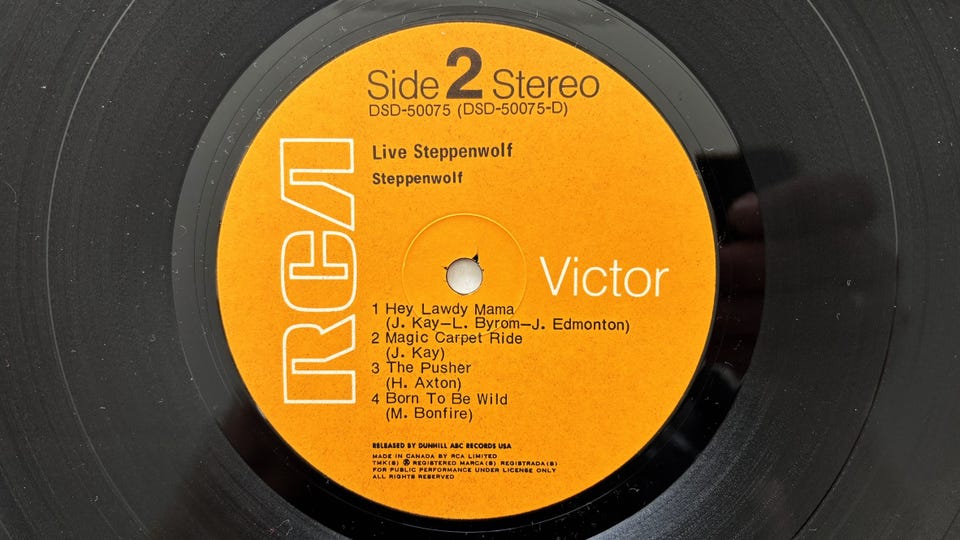 Side 2 Stereo
DSD-50075 (DSD-50075-D)
Live Steppenwolf
Steppenwolf
RCA
Victor
1 Hey Lawdy Mama
(J. Kay—L. Byrom—J. Edmonton)
2 Magic Carpet Ride
(J. Kay)
3 The Pusher
(H. Axton)
4 Born To Be Wild
(M. Bonfire)
RELEASED BY DUNHILL ABC RECORDS USA
MADE IN CANADA BY RCA LIMITED
TMK(S) ® REGISTERED MARCA(S) REGISTRADA(S)
FOR PUBLIC PERFORMANCE UNDER LICENSE ONLY
ALL RIGHTS RESERVED